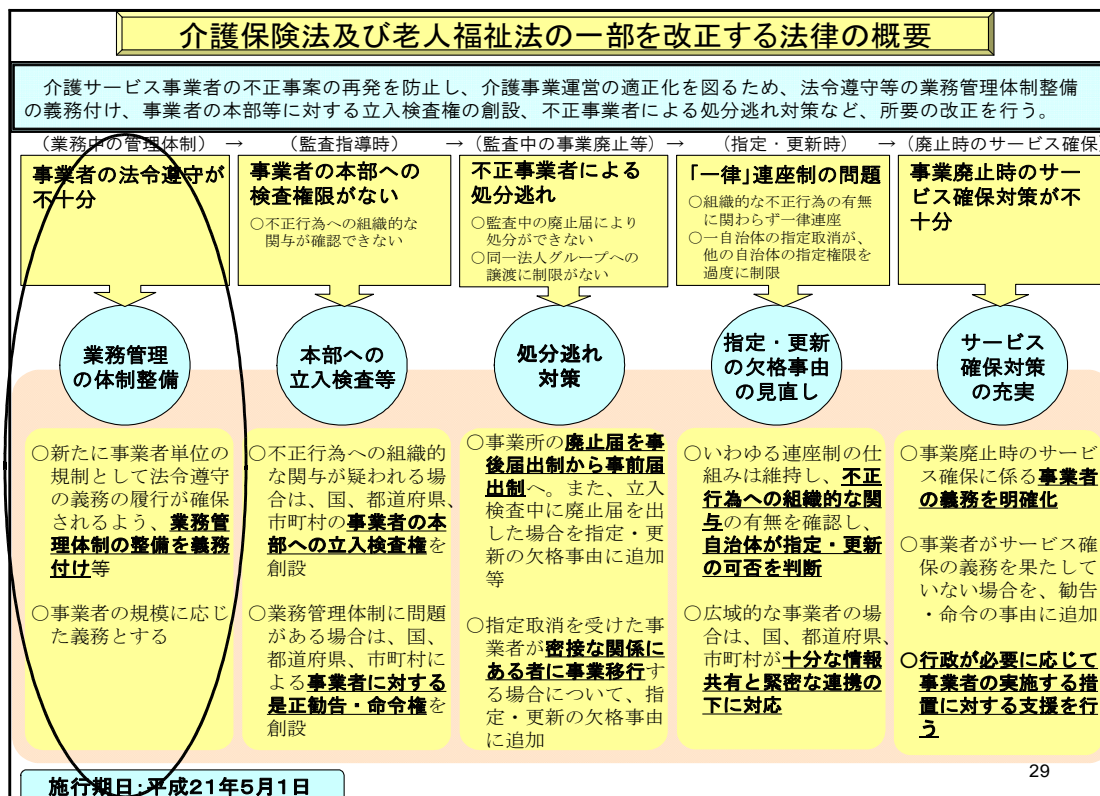 介護保険法及び老人福祉法の一部を改正する法律の概要
介護サービス事業者の不正事案の再発を防止し、介護事業運営の適正化を図るため、法令遵守等の業務管理体制整備
の義務付け、事業者の本部等に対する立入検査権の創設、不正事業者による処分逃れ対策など、所要の改正を行う。
(業務中の管理体制) → (監査指導時) → (監査中の事業廃止等) → (指定・更新時) → (廃止時のサービス確保)
事業者の法令遵守が
不十分
事業者の本部への
検査権限がない
○不正行為への組織的な
関与が確認できない
不正事業者による
処分逃れ
○監査中の廃止届により
処分ができない
○同一法人グループへの
譲渡に制限がない
「一律」連座制の問題
○組織的な不正行為の有無
に関わらず一律連座
○一自治体の指定取消が、
他の自治体の指定権限を
過度に制限
事業廃止時のサー
ビス確保対策が不
十分
業務管理
の体制整備
本部への
立入検査等
処分逃れ
対策
指定・更新
の欠格事由
の見直し
サービス
確保対策
の充実
○新たに事業者単位の
規制として法令遵守
の義務の履行が確保
されるよう、業務管
理体制の整備を義務
付け等
○事業者の規模に応じ
た義務とする
○不正行為への組織的
な関与が疑われる場
合は、国、都道府県、
市町村の事業者の本
部への立入検査権を
創設
○業務管理体制に問題
がある場合は、国、
都道府県、市町村に
よる事業者に対する
是正勧告・命令権を
創設
○事業所の廃止届を事
後届出制から事前届
出制へ。また、立入
検査中に廃止届を出
した場合を指定・更
新の欠格事由に追加
等
○指定取消を受けた事
業者が密接な関係に
ある者に事業移行す
る場合について、指
定・更新の欠格事由
に追加
○いわゆる連座制の仕
組みは維持し、不正
行為への組織的な関
与の有無を確認し、
自治体が指定・更新
の可否を判断
○広域的な事業者の場
合は、国、都道府県、
市町村が十分な情報
共有と緊密な連携の
下に対応
○事業廃止時のサービ
ス確保に係る事業者
の義務を明確化
○事業者がサービス確
保の義務を果たして
いない場合を、勧告
・命令の事由に追加
○行政が必要に応じて
事業者の実施する措
置に対する支援を行
う
施行期日:平成21年5月1日
29